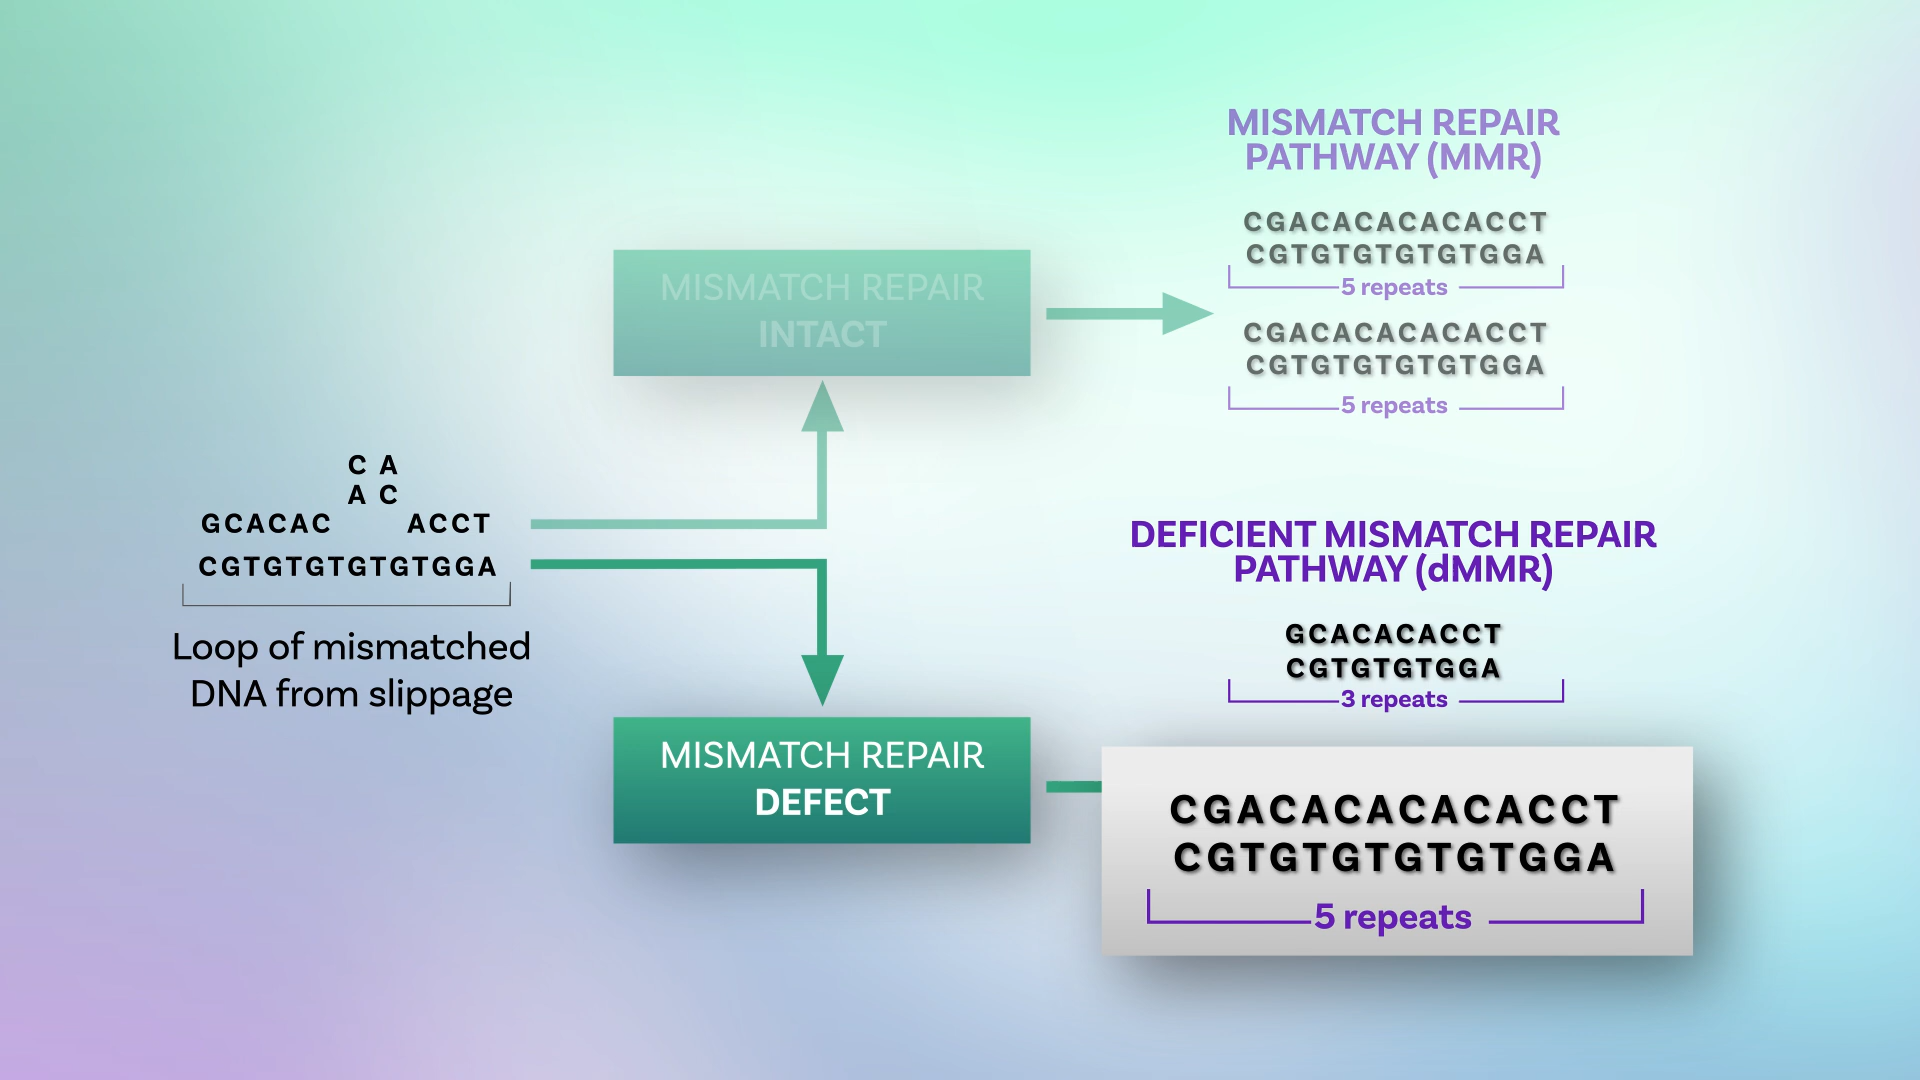 MISMATCH REPAIR
PATHWAY (MMR)
CGACACACACACCT
CGTGTGTGTGTGGA
5 repeats
CGACACACACACCT
CGTGTGTGTGTGGA
5 repeats
MISMATCH REPAIR
INTACT
C A
A C
GCACAC ACCT
CGTGTGTGTGTGGA
Loop of mismatched
DNA from slippage
MISMATCH REPAIR
DEFECT
DEFICIENT MISMATCH REPAIR
PATHWAY (dMMR)
GCACACACCT
CGTGTGTGGA
3 repeats
CGACACACACACCT
CGTGTGTGTGTGGA
5 repeats